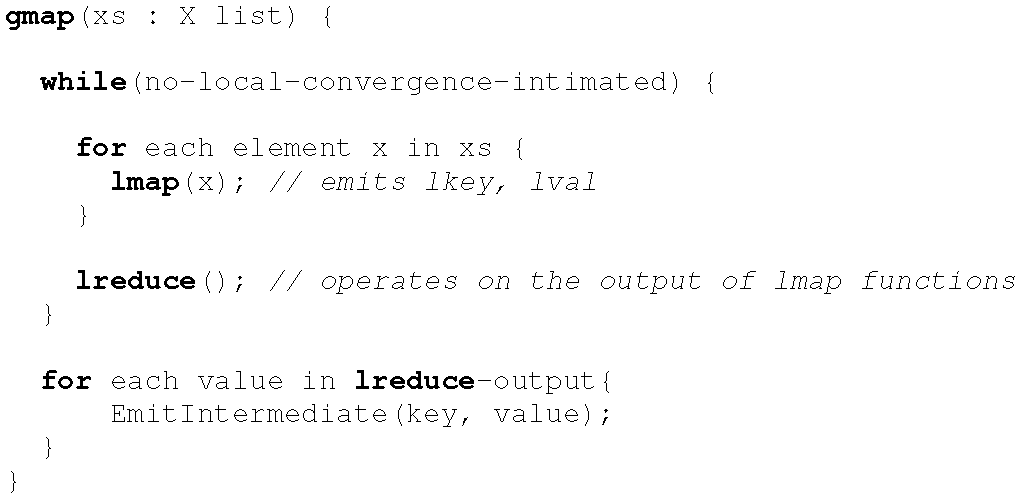 gmap(xs : X list) {
while(no-local-convergence-intimated) {
for each element x in xs {
lmap(x); // emits lkey, lval
}
lreduce(); // operates on the output of lmap functions
}
for each value in lreduce-output{
EmitIntermediate(key, value);
}
}